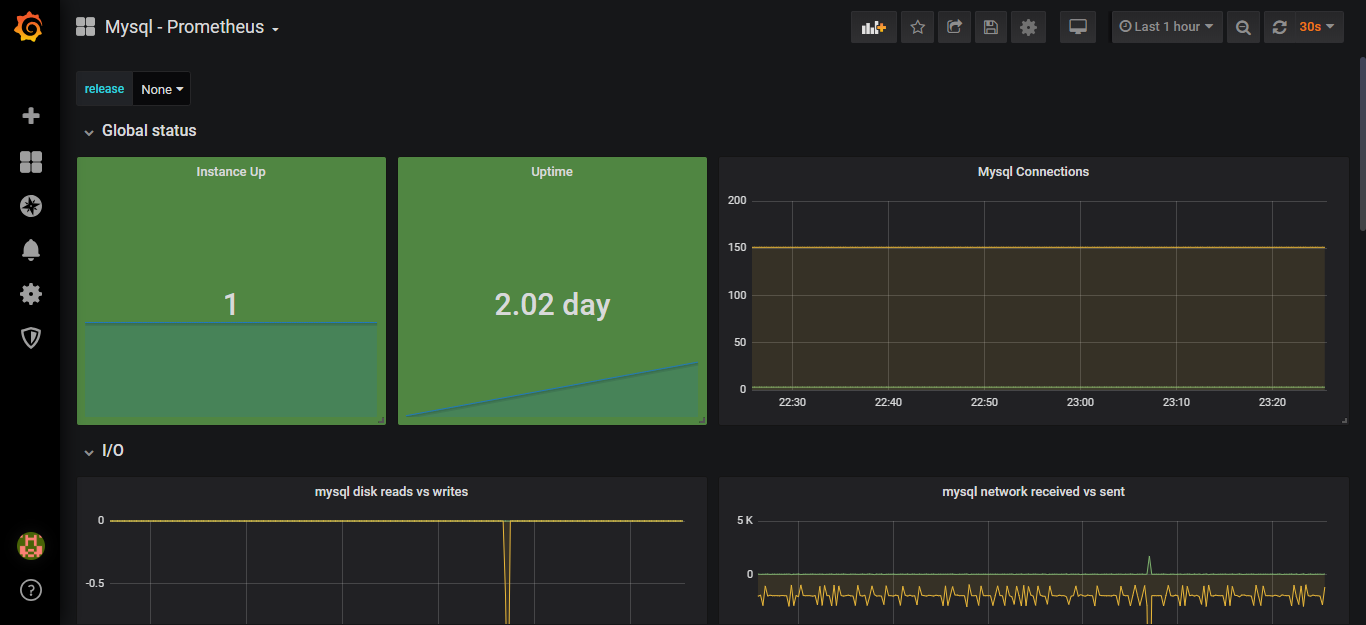 Mysql - Prometheus
Last 1 hour
30s
release None
Global status
Instance Up
1
Uptime
2.02 day
Mysql Connections
200
150
100
50
0
22:30 22:40 22:50 23:00 23:10 23:20
I/O
mysql disk reads vs writes
0
-0.5
mysql network received vs sent
5 K
0
?